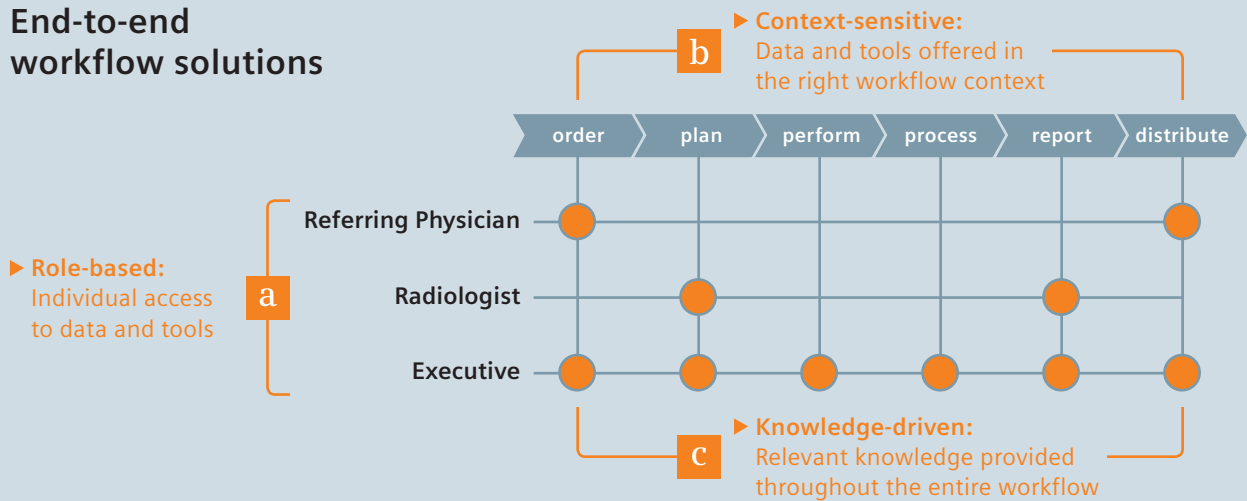 End-to-end
workflow solutions
b
▶ Context-sensitive:
Data and tools offered in
the right workflow context
order plan perform process report distribute
Referring Physician
▶ Role-based:
Individual access
to data and tools
a
Radiologist
Executive
c
▶ Knowledge-driven:
Relevant knowledge provided
throughout the entire workflow